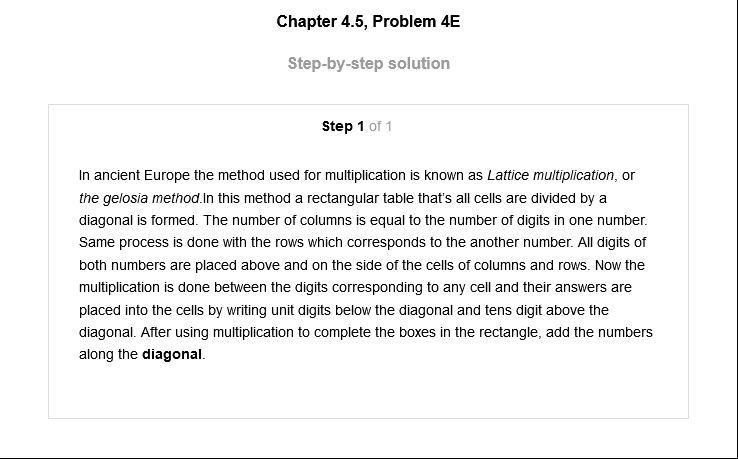 Chapter 4.5, Problem 4E
Step-by-step solution
Step 1 of 1
In ancient Europe the method used for multiplication is known as Lattice multiplication, or
the gelosia method.In this method a rectangular table that's all cells are divided by a
diagonal is formed. The number of columns is equal to the number of digits in one number.
Same process is done with the rows which corresponds to the another number. All digits of
both numbers are placed above and on the side of the cells of columns and rows. Now the
multiplication is done between the digits corresponding to any cell and their answers are
placed into the cells by writing unit digits below the diagonal and tens digit above the
diagonal. After using multiplication to complete the boxes in the rectangle, add the numbers
along the diagonal.